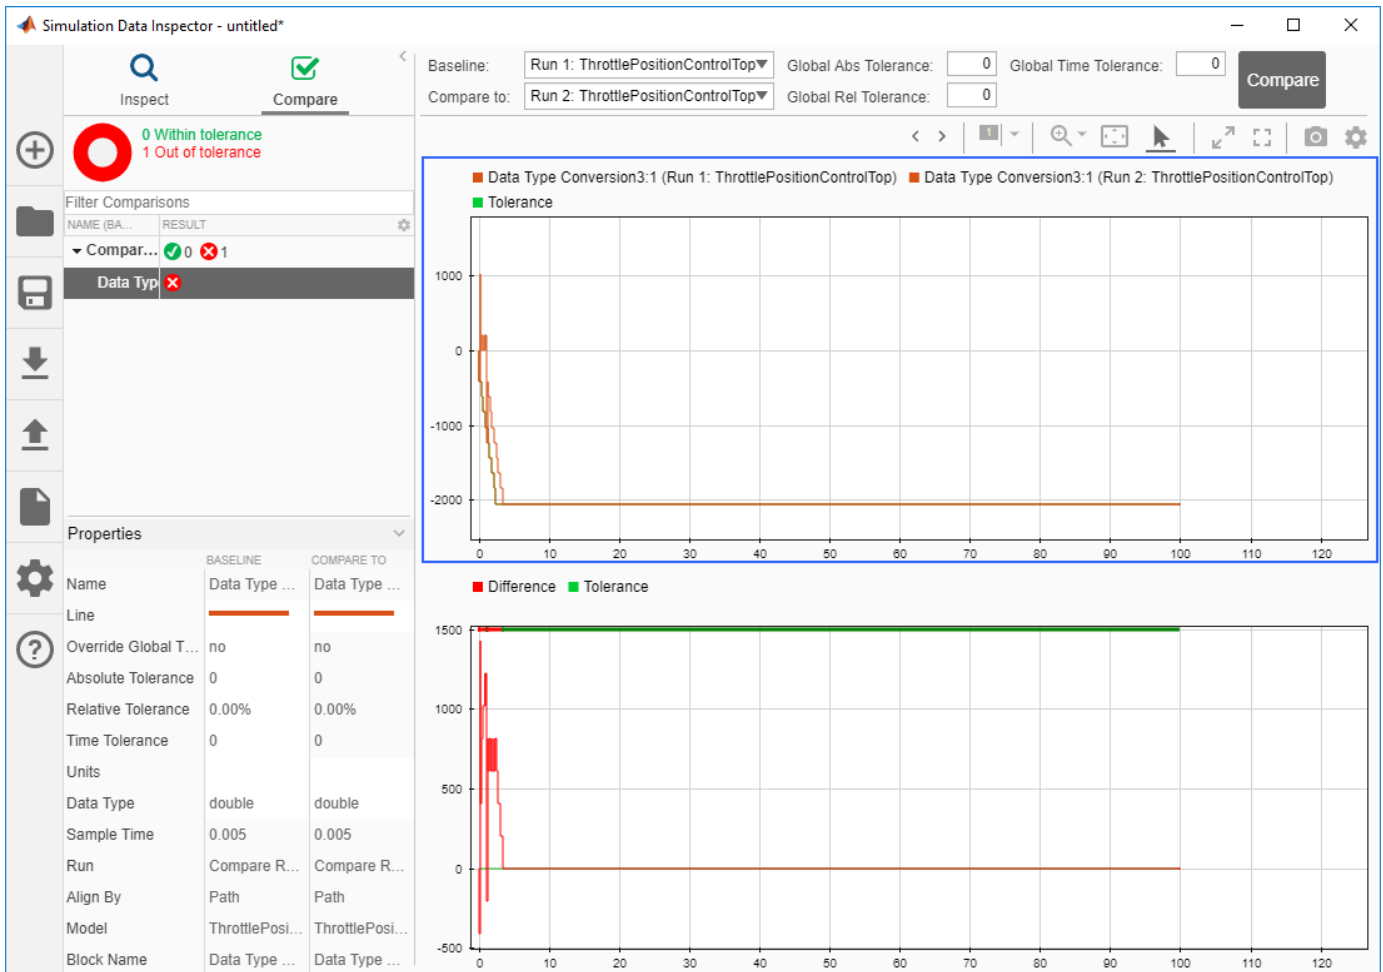 Simulation Data Inspector - untitled*
Inspect
Compare
0 Within tolerance
1 Out of tolerance
Filter Comparisons
NAME (BA... RESULT
Compar... 0 1
Data Typ
Properties
BASELINE COMPARE TO
Name Data Type ... Data Type ...
Line
Override Global T... no no
Absolute Tolerance 0 0
Relative Tolerance 0.00% 0.00%
Time Tolerance 0 0
Units
Data Type double double
Sample Time 0.005 0.005
Run Compare R... Compare R...
Align By Path Path
Model ThrottlePosi... ThrottlePosi...
Block Name Data Type ... Data Type ...
Baseline: Run 1: ThrottlePositionControlTop Global Abs Tolerance: 0 Global Time Tolerance: 0
Compare to: Run 2: ThrottlePositionControlTop Global Rel Tolerance: 0
Compare
1
Data Type Conversion3:1 (Run 1: ThrottlePositionControlTop) Data Type Conversion3:1 (Run 2: ThrottlePositionControlTop)
Tolerance
1000
0
-1000
-2000
0 10 20 30 40 50 60 70 80 90 100 110 120
Difference Tolerance
1500
1000
500
0
-500
0 10 20 30 40 50 60 70 80 90 100 110 120